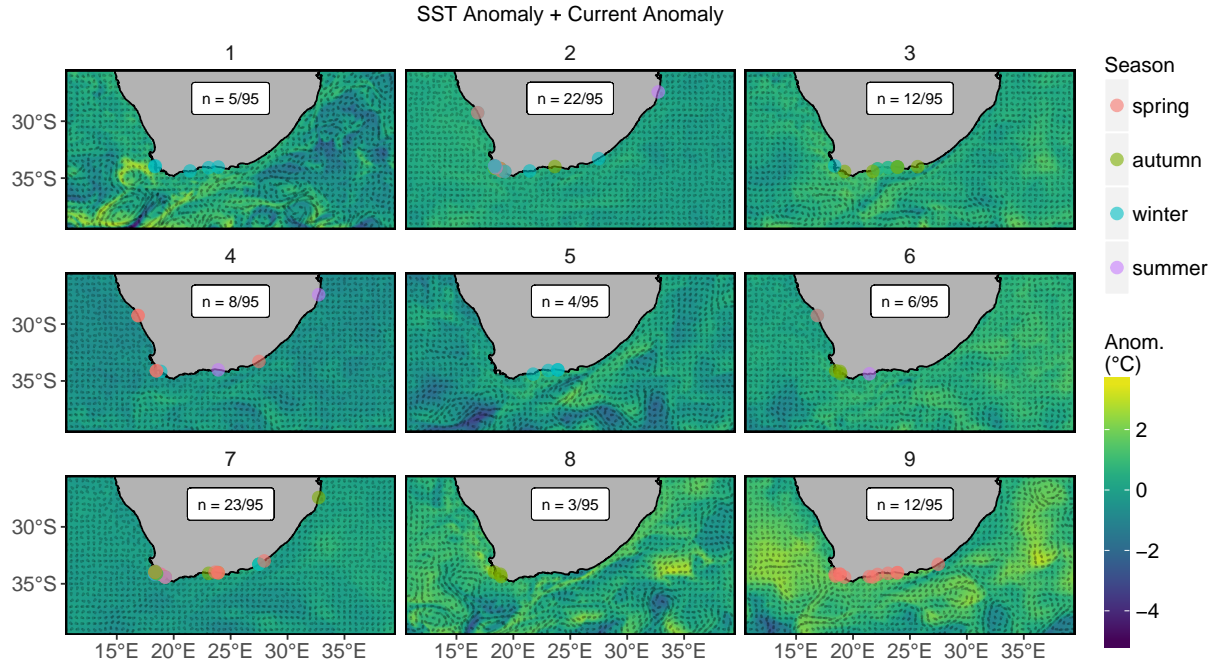 SST Anomaly + Current Anomaly
1 2 3
n = 5/95 n = 22/95 n = 12/95
30°S
35°S
4 5 6
n = 8/95 n = 4/95 n = 6/95
30°S
35°S
7 8 9
n = 23/95 n = 3/95 n = 12/95
30°S
35°S
15°E 20°E 25°E 30°E 35°E 15°E 20°E 25°E 30°E 35°E 15°E 20°E 25°E 30°E 35°E
Season
spring
autumn
winter
summer
Anom.
(°C)
2
0
−2
−4